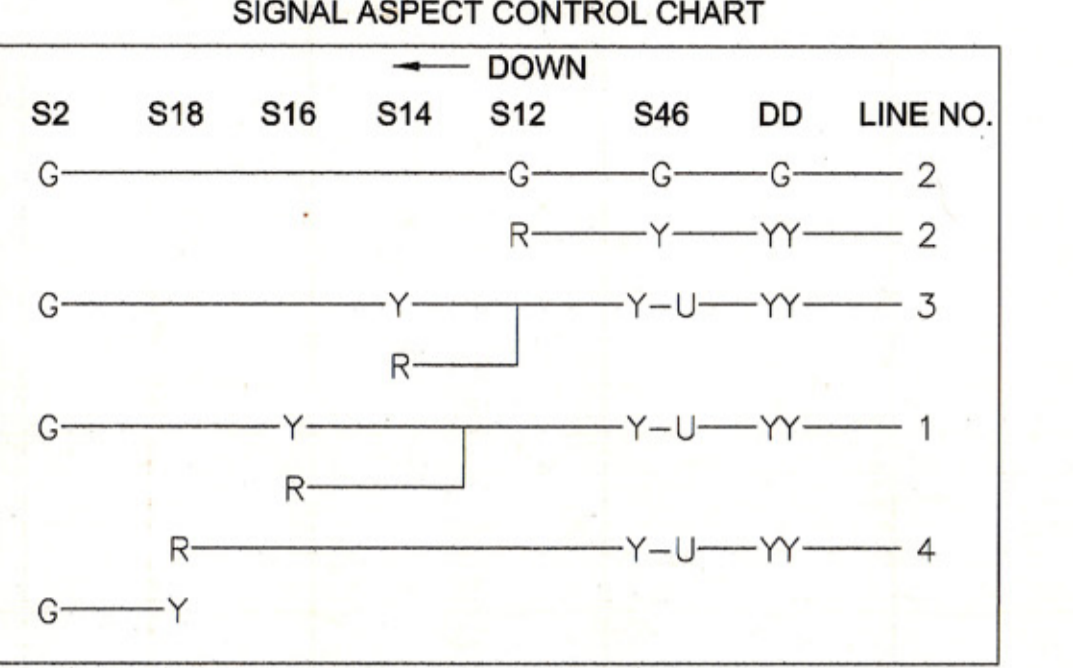 SIGNAL ASPECT CONTROL CHART
DOWN
S2 S18 S16 S14 S12 S46 DD LINE NO.
G G G G 2
R Y YY 2
G Y Y-U YY 3
R
G Y Y-U YY 1
R
R Y-U YY 4
G Y